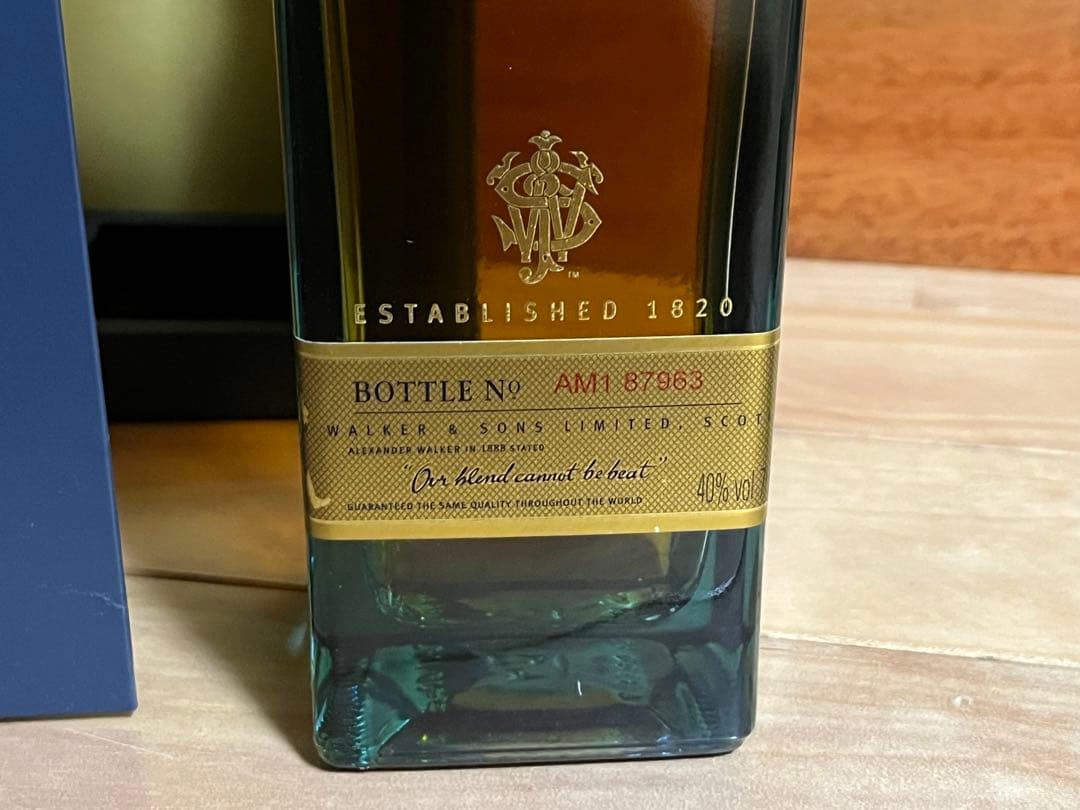 TM
ESTABLISHED 1820
BOTTLE Nº AM1 87963
WALKER & SONS LIMITED, SCOT
ALEXANDER WALKER IN 1888 STATED
"Our blend cannot be beat"
40% vol
GUARANTEED THE SAME QUALITY THROUGHOUT THE WORLD